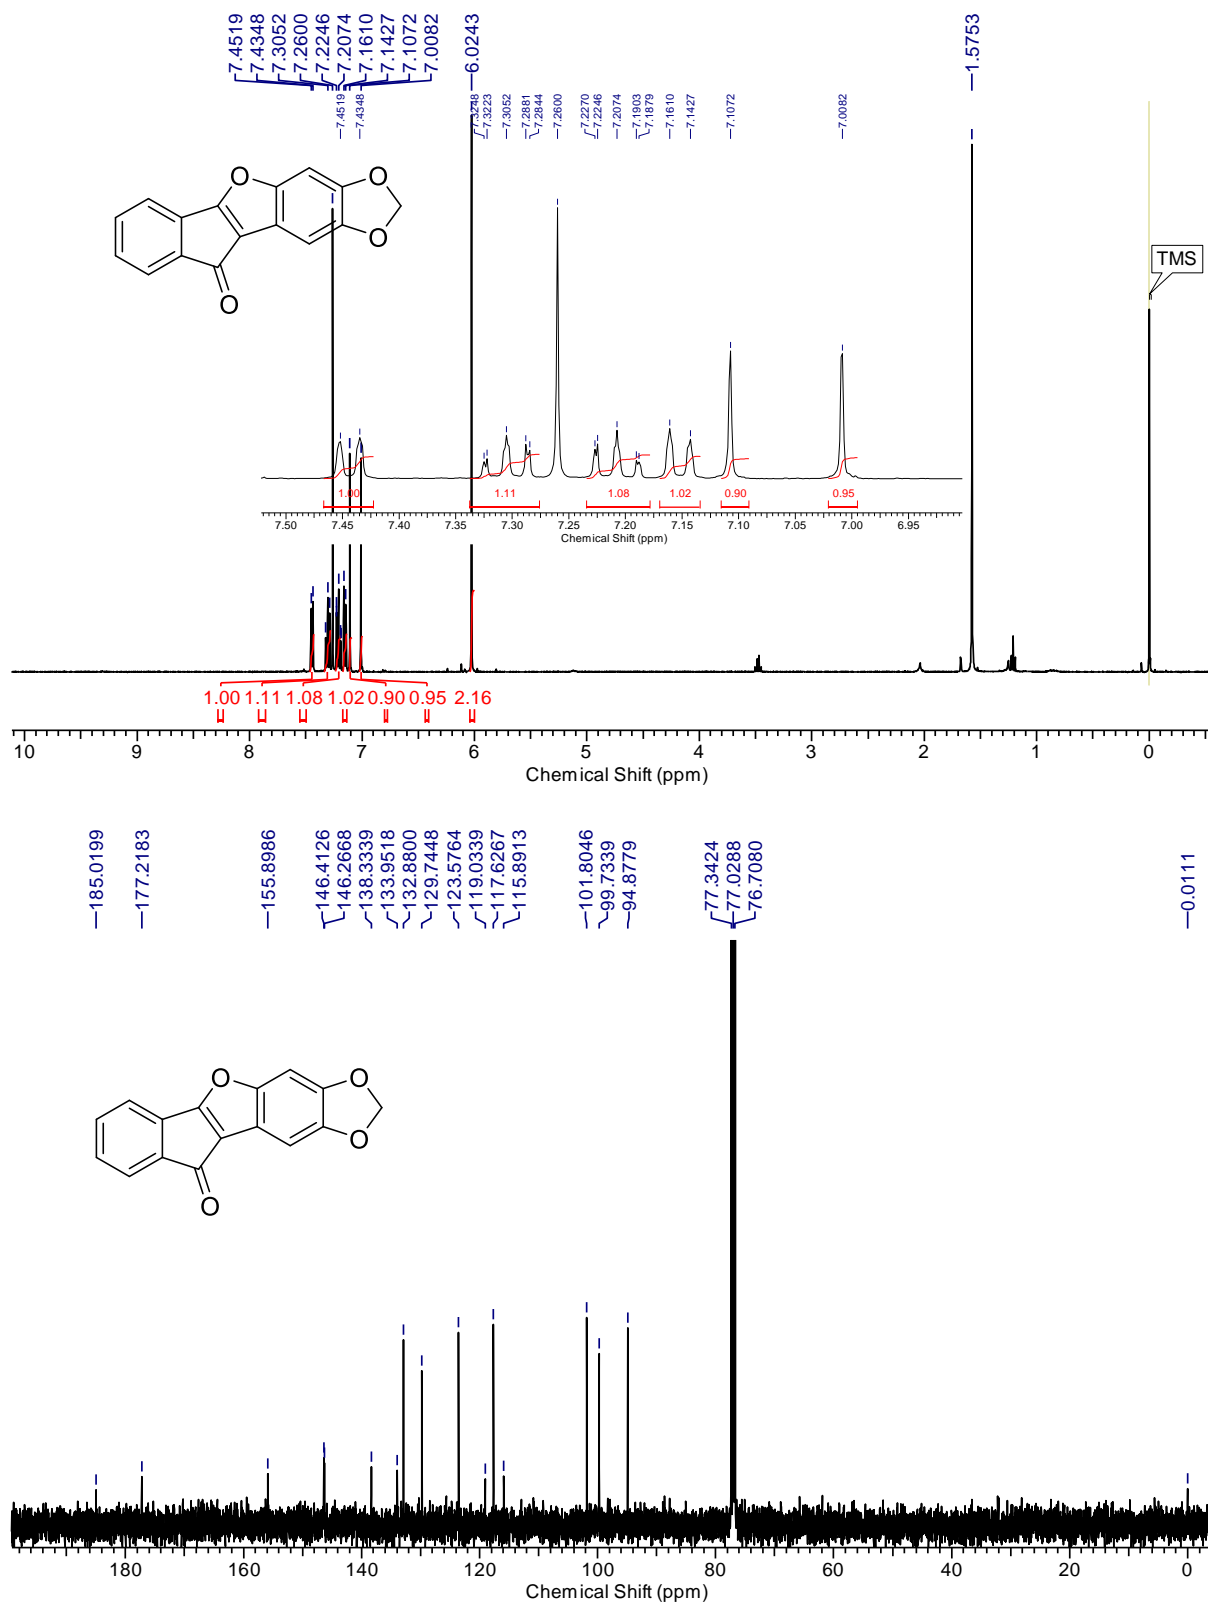 7.4519
7.4348
7.3052
7.2600
7.2246
7.2074
7.1610
7.1427
7.1072
7.0082
6.0243
1.5753
7.4519
7.4348
7.3248
7.3223
7.3052
7.2881
7.2844
7.2600
7.2270
7.2246
7.2074
7.1903
7.1879
7.1610
7.1427
7.1072
7.0082
O
O
O
O
TMS
1.00 1.11 1.08 1.02 0.90 0.95
7.50 7.45 7.40 7.35 7.30 7.25 7.20 7.15 7.10 7.05 7.00 6.95
Chemical Shift (ppm)
1.00 1.11 1.08 1.02 0.90 0.95 2.16
10 9 8 7 6 5 4 3 2 1 0
Chemical Shift (ppm)
185.0199
177.2183
155.8986
146.4126
146.2668
138.3339
133.9518
132.8800
129.7448
123.5764
119.0339
117.6267
115.8913
101.8046
99.7339
94.8779
77.3424
77.0288
76.7080
-0.0111
O
O
O
O
180 160 140 120 100 80 60 40 20 0
Chemical Shift (ppm)